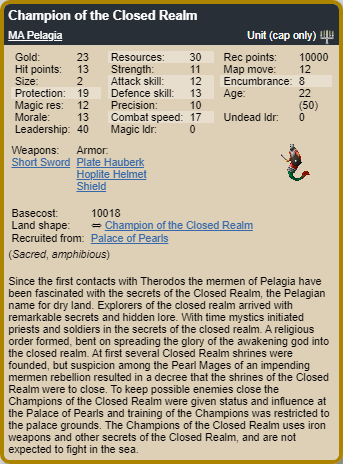 Champion of the Closed Realm
MA Pelagia Unit (cap only)
Gold: 23 Resources: 30 Rec points: 10000
Hit points: 13 Strength: 11 Map move: 12
Size: 2 Attack skill: 12 Encumbrance: 8
Protection: 19 Defence skill: 13 Age: 22
Magic res: 12 Precision: 10 (50)
Morale: 13 Combat speed: 17 Undead ldr: 0
Leadership: 40 Magic ldr: 0
Weapons: Armor:
Short Sword Plate Hauberk
Hoplite Helmet
Shield
Basecost: 10018
Land shape: ⇔ Champion of the Closed Realm
Recruited from: Palace of Pearls
(Sacred, amphibious)
Since the first contacts with Therodos the mermen of Pelagia have
been fascinated with the secrets of the Closed Realm, the Pelagian
name for dry land. Explorers of the closed realm arrived with
remarkable secrets and hidden lore. With time mystics initiated
priests and soldiers in the secrets of the closed realm. A religious
order formed, bent on spreading the glory of the awakening god into
the closed realm. At first several Closed Realm shrines were
founded, but suspicion among the Pearl Mages of an impending
mermen rebellion resulted in a decree that the shrines of the Closed
Realm were to close. To keep possible enemies close the
Champions of the Closed Realm were given status and influence at
the Palace of Pearls and training of the Champions was restricted to
the palace grounds. The Champions of the Closed Realm uses iron
weapons and other secrets of the Closed Realm, and are not
expected to fight in the sea.